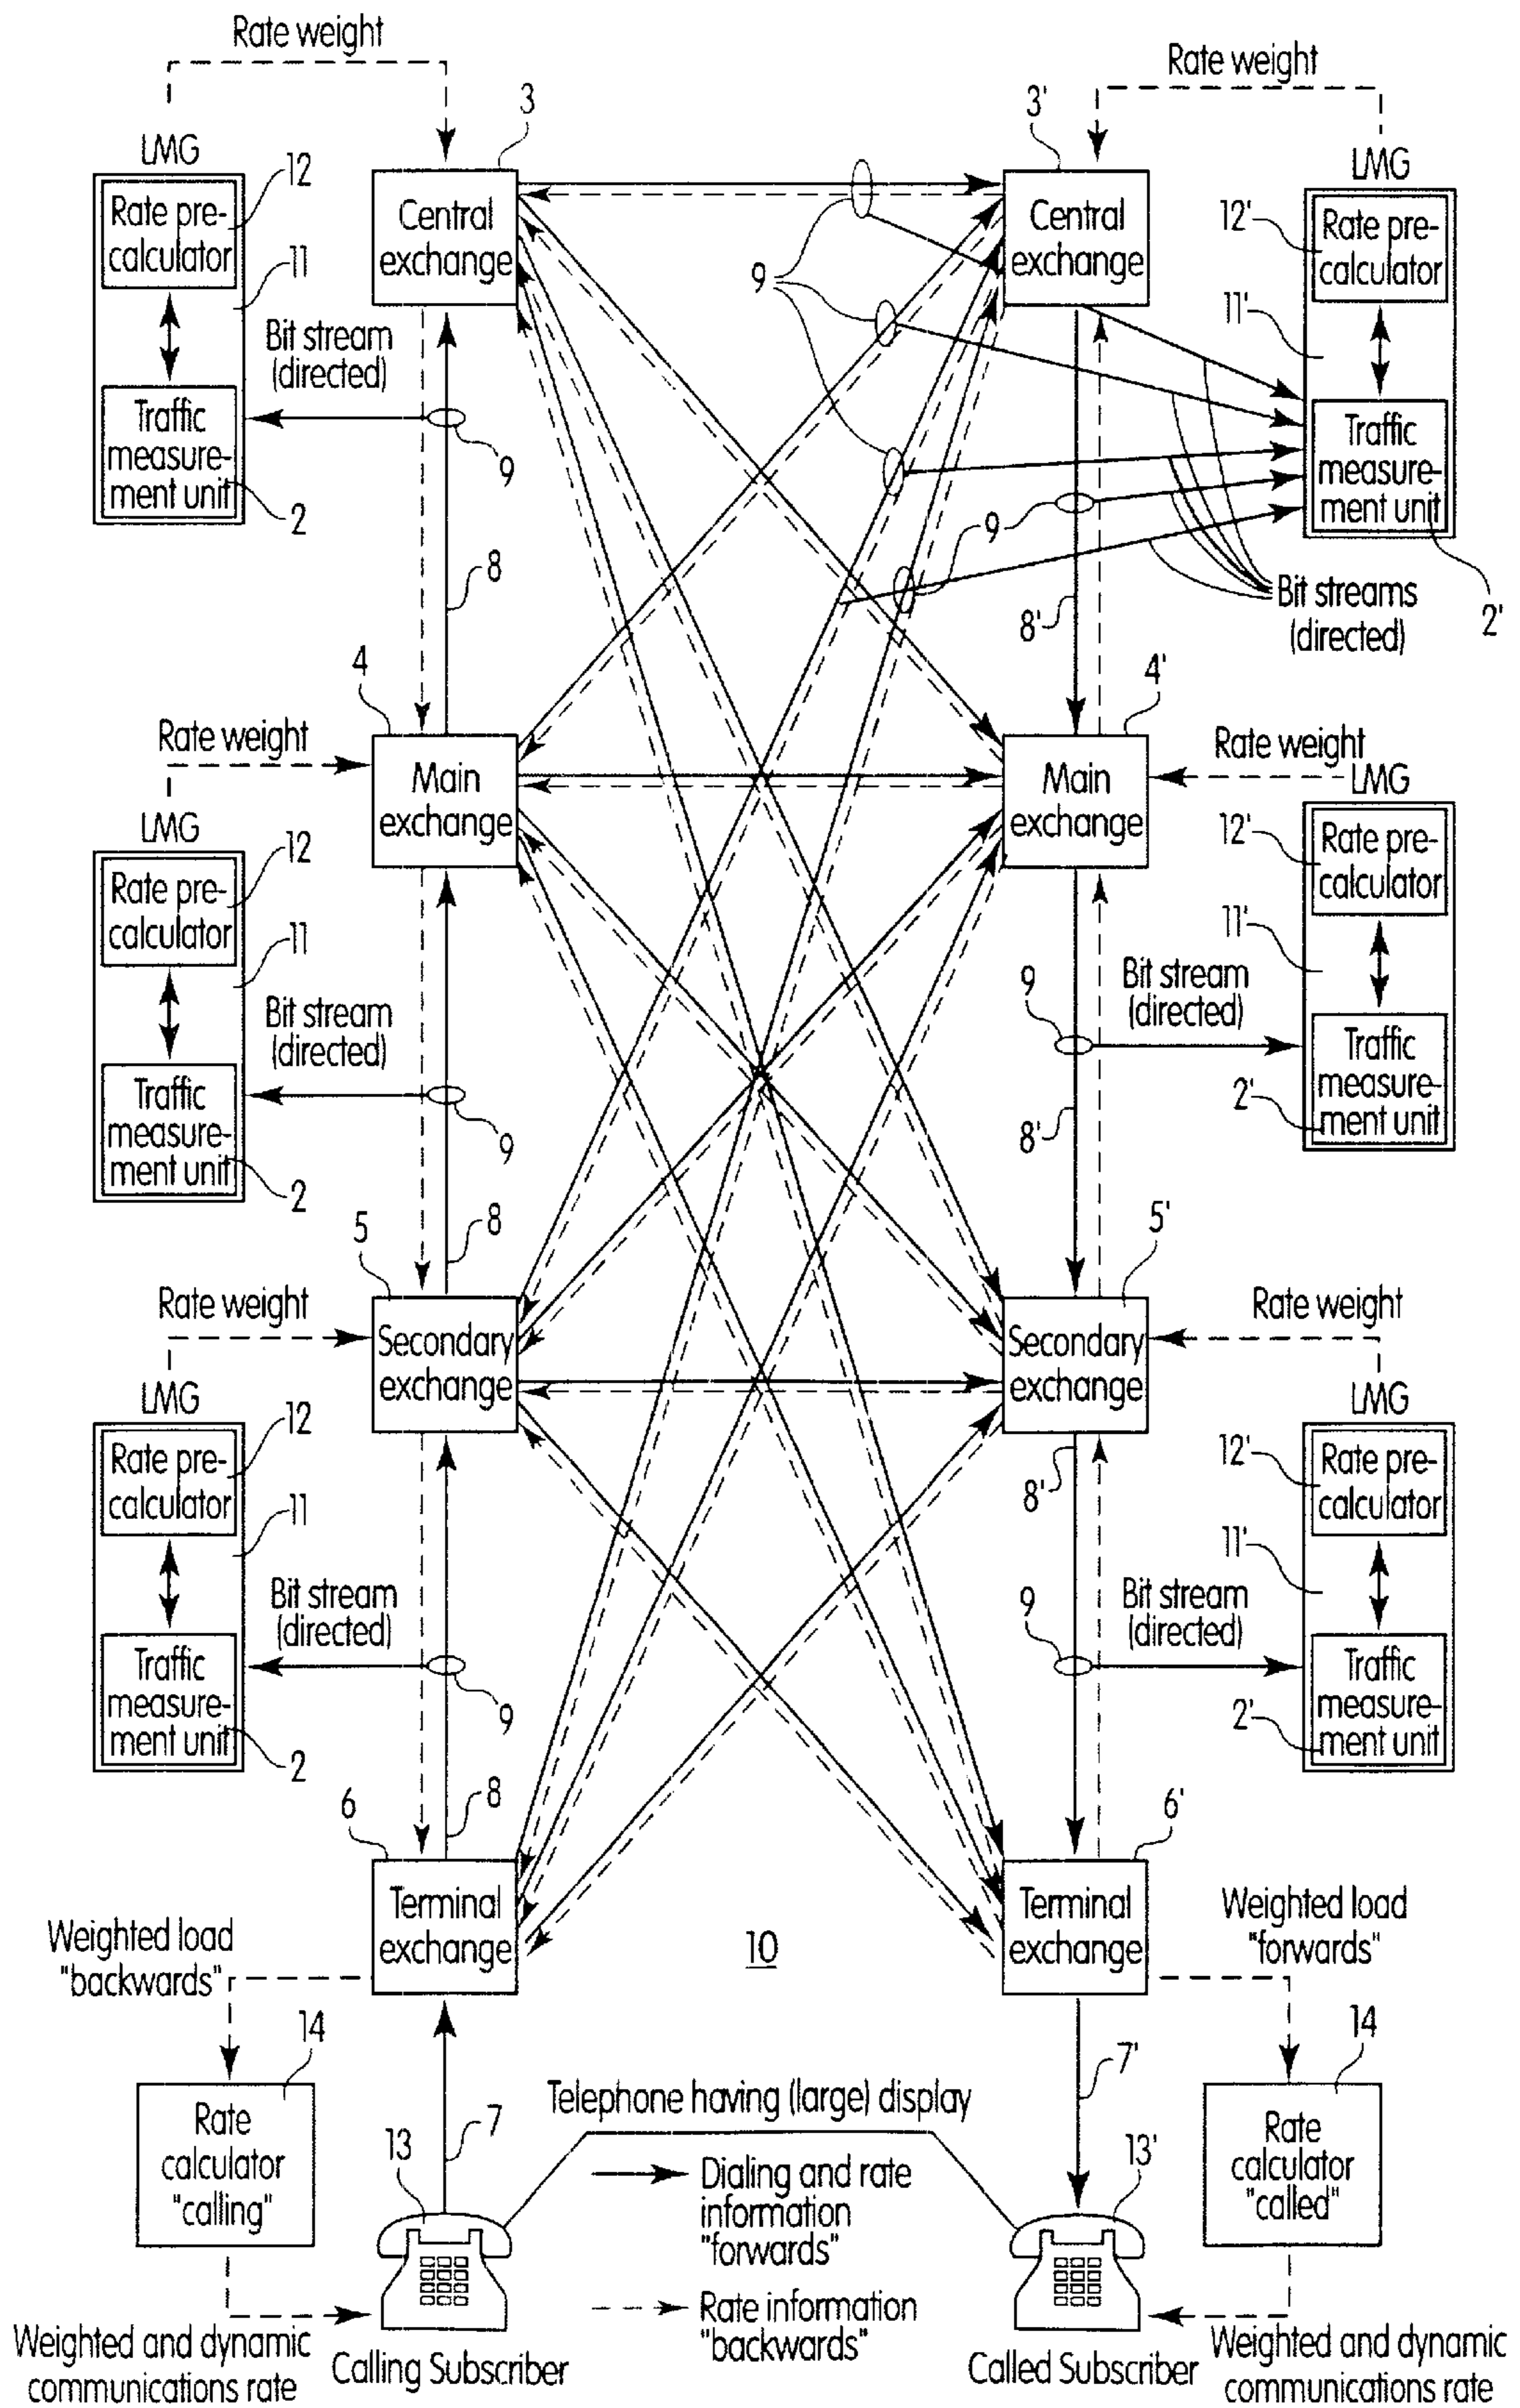 Rate weight
Rate weight
3
3'
LMG
LMG
12
Rate pre-
calculator
Central
exchange
Central
exchange
12'
Rate pre-
calculator
11
9
11'
Bit stream
(directed)
Traffic
measure-
ment unit
9
2
Traffic
measure-
ment unit
9
8
8'
Bit streams
(directed)
2'
4
4'
Rate weight
Rate weight
LMG
LMG
Main
exchange
Main
exchange
12
Rate pre-
calculator
12'
Rate pre-
calculator
11
11'
Bit stream
(directed)
9
Bit stream
(directed)
Traffic
measure-
ment unit
9
2
8'
2'
Traffic
measure-
ment unit
8
5
5'
Rate weight
Rate weight
LMG
LMG
Secondary
exchange
Secondary
exchange
12
Rate pre-
calculator
12'
Rate pre-
calculator
8'
11
11'
Bit stream
(directed)
9
Bit stream
(directed)
Traffic
measure-
ment unit
9
2
2'
Traffic
measure-
ment unit
8
6
6'
Terminal
exchange
Terminal
exchange
Weighted load
"backwards"
10
Weighted load
"forwards"
14
14
7'
Telephone having (large) display
7
Rate
calculator
"calling"
Rate
calculator
"called"
13
13'
Dialing and rate
information
"forwards"
Rate information
"backwards"
Weighted and dynamic
communications rate
Calling Subscriber
Called Subscriber
Weighted and dynamic
communications rate